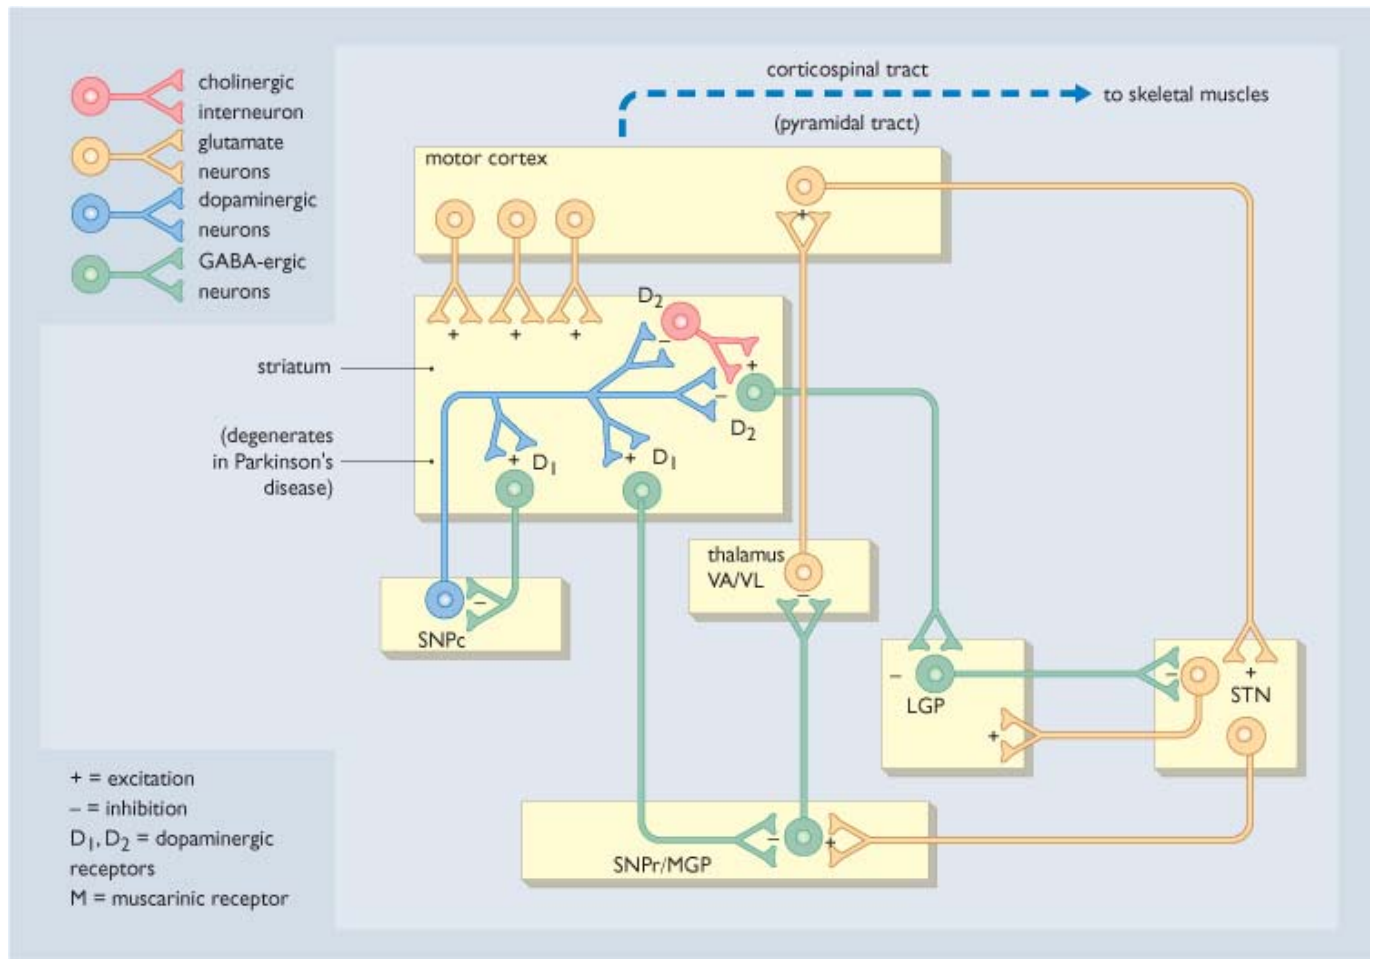 cholinergic
interneuron
glutamate
neurons
dopaminergic
neurons
GABA-ergic
neurons
corticospinal tract
to skeletal muscles
(pyramidal tract)
motor cortex
+
+ + +
D₂
–
+
–
D₂
striatum
(degenerates
in Parkinson's
disease)
+ D₁
+ D₁
thalamus
VA/VL
–
–
SNPc
–
LGP
+
–
+
STN
–
+
SNPr/MGP
+ = excitation
– = inhibition
D₁, D₂ = dopaminergic
receptors
M = muscarinic receptor